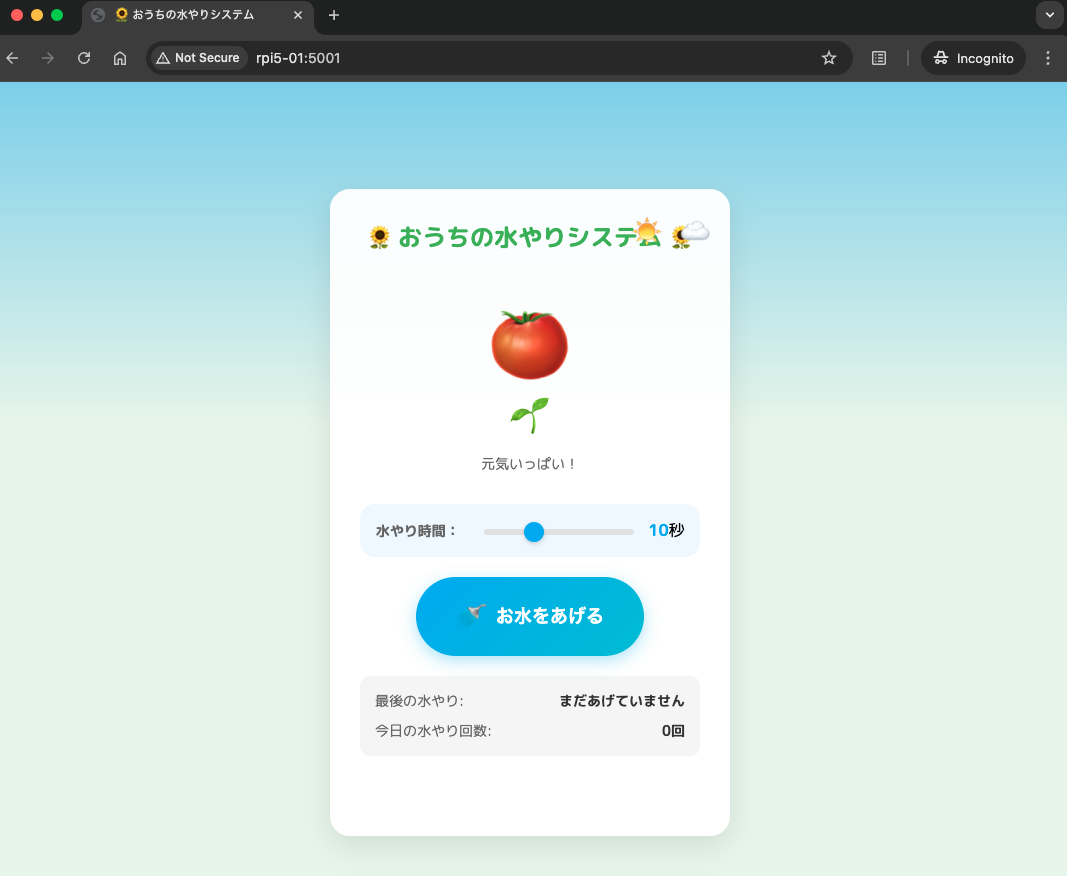 🌻 おうちの水やりシステム
Not Secure
rpi5-01:5001
Incognito
🌻 おうちの水やりシステム 🌻
元気いっぱい！
水やり時間：
10秒
お水をあげる
最後の水やり: まだあげていません
今日の水やり回数: 0回